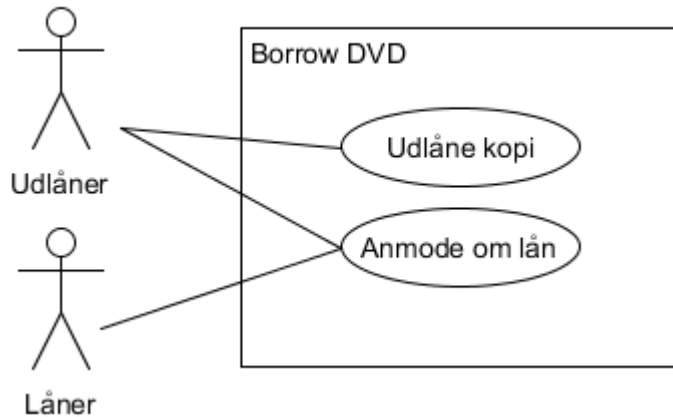 Borrow DVD
Udlåne kopi
Udlåner
Anmode om lån
Låner